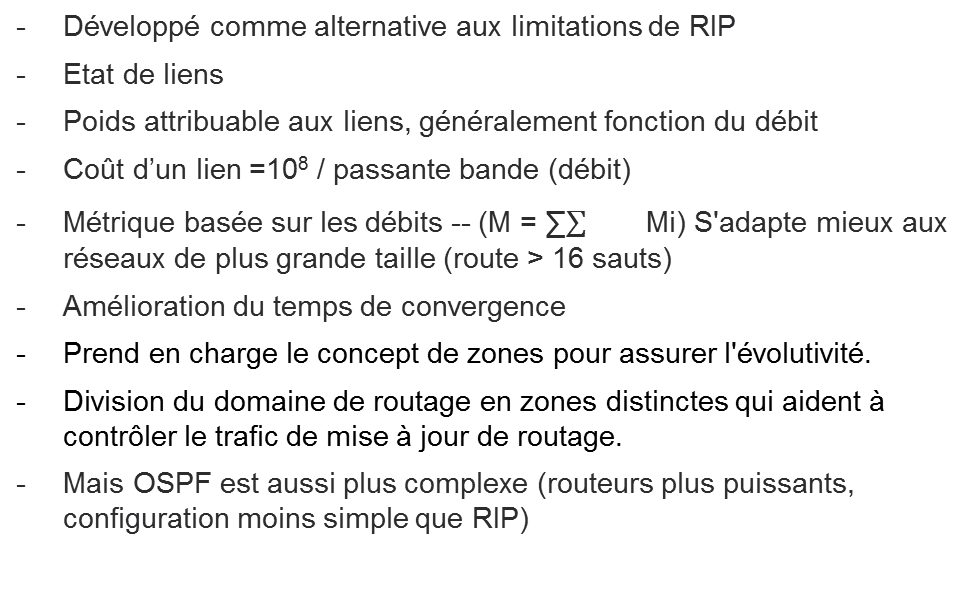 - Développé comme alternative aux limitations de RIP
- Etat de liens
- Poids attribuable aux liens, généralement fonction du débit
- Coût d’un lien =10⁸ / passante bande (débit)
- Métrique basée sur les débits -- (M = ∑∑ Mi) S'adapte mieux aux
réseaux de plus grande taille (route > 16 sauts)
- Amélioration du temps de convergence
- Prend en charge le concept de zones pour assurer l'évolutivité.
- Division du domaine de routage en zones distinctes qui aident à
contrôler le trafic de mise à jour de routage.
- Mais OSPF est aussi plus complexe (routeurs plus puissants,
configuration moins simple que RIP)